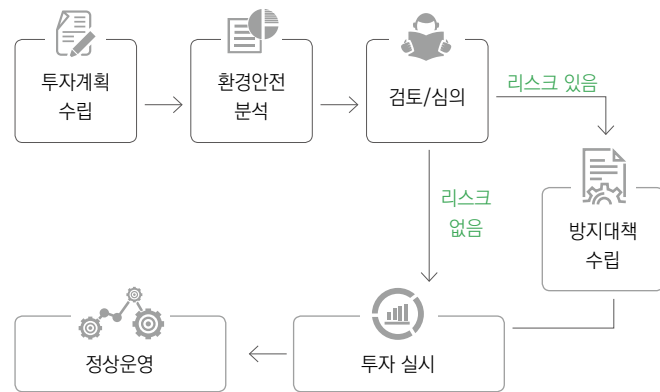 투자계획
수립
환경안전
분석
검토/심의
리스크 있음
리스크
없음
방지대책
수립
정상운영
투자 실시